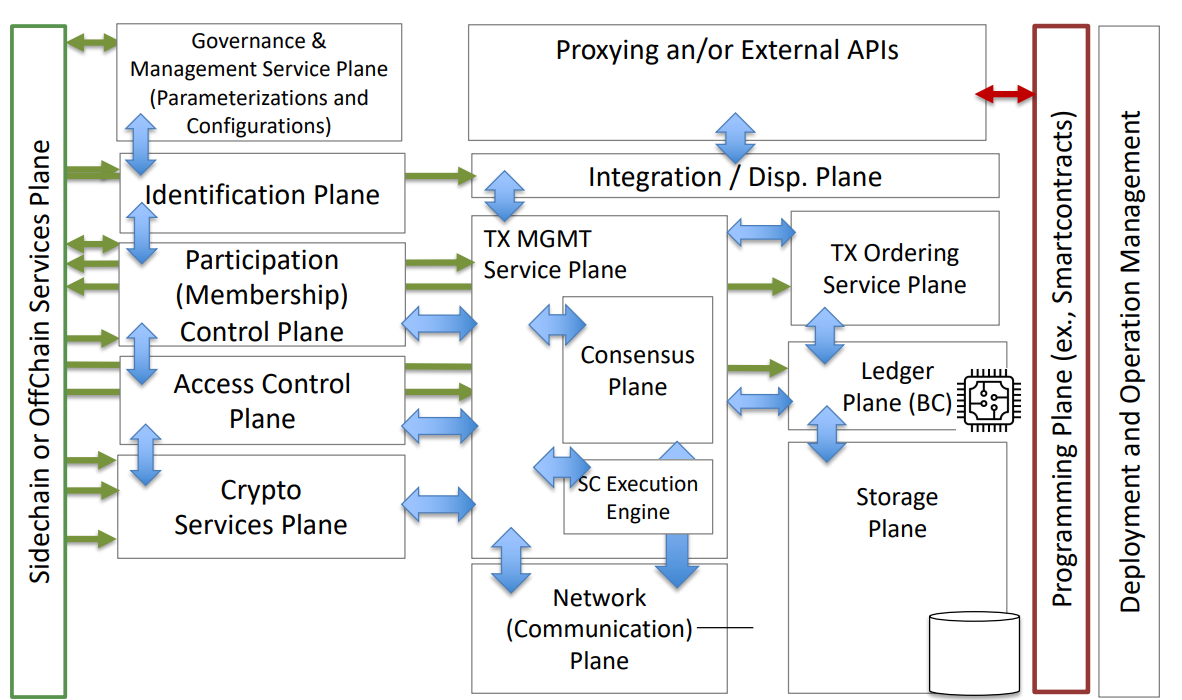 Sidechain or OffChain Services Plane
Governance &
Management Service Plane
(Parameterizations and
Configurations)
Identification Plane
Participation
(Membership)
Control Plane
Access Control
Plane
Crypto
Services Plane
Proxying an/or External APIs
Integration / Disp. Plane
TX MGMT
Service Plane
Consensus
Plane
SC Execution
Engine
Network
(Communication)
Plane
TX Ordering
Service Plane
Ledger
Plane (BC)
Storage
Plane
Programming Plane (ex., Smartcontracts)
Deployment and Operation Management